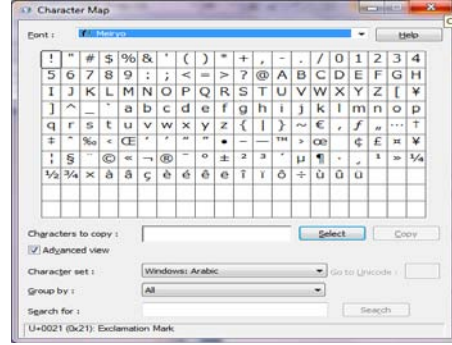 Character Map
Font : Meiryo Help
! " # $ % & ' ( ) * + , - . / 0 1 2 3 4
5 6 7 8 9 : ; < = > ? @ A B C D E F G H
I J K L M N O P Q R S T U V W X Y Z [ ¥
] ^ _ ` a b c d e f g h i j k l m n o p
q r s t u v w x y z { | } ~ € ‚ ƒ „ … †
‡ ˆ ‰ ‹ Œ ‘ ’ “ ” • – — ™ › œ ¢ £ ¤ ¥
¦ § ¨ © « ¬ ® ¯ ° ± ² ³ ´ µ ¶ · ¸ ¹ » ¼
½ ¾ × à â ç è é ê ë î ï ô ÷ ù û ü
Characters to copy : Select Copy
Advanced view
Character set : Windows: Arabic Go to Unicode :
Group by : All
Search for : Search
U+0021 (0x21): Exclamation Mark